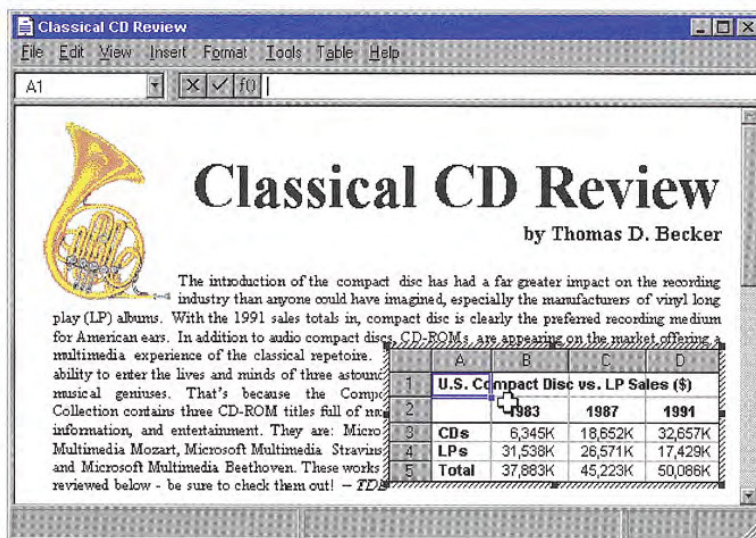 Classical CD Review
File Edit View Insert Format Tools Table Help
A1 f()
Classical CD Review
by Thomas D. Becker
The introduction of the compact disc has had a far greater impact on the recording
industry than anyone could have imagined, especially the manufacturers of vinyl long
play (LP) albums. With the 1991 sales totals in, compact disc is clearly the preferred recording medium
for American ears. In addition to audio compact discs, CD-ROMs are appearing on the market offering a
multimedia experience of the classical repetoire.
ability to enter the lives and minds of three astound
musical geniuses. That's because the Compo
Collection contains three CD-ROM titles full of
information, and entertainment. They are: Micro
Multimedia Mozart, Microsoft Multimedia Stravins
and Microsoft Multimedia Beethoven. These works
reviewed below - be sure to check them out! – TDB
A B C D
1 U.S. Compact Disc vs. LP Sales ($)
2 1983 1987 1991
3 CDs 6,345K 18,652K 32,657K
4 LPs 31,538K 26,571K 17,429K
5 Total 37,883K 45,223K 50,086K